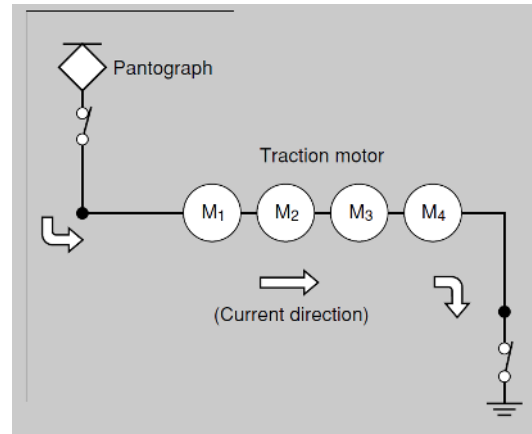 Pantograph
Traction motor
M₁ M₂ M₃ M₄
(Current direction)